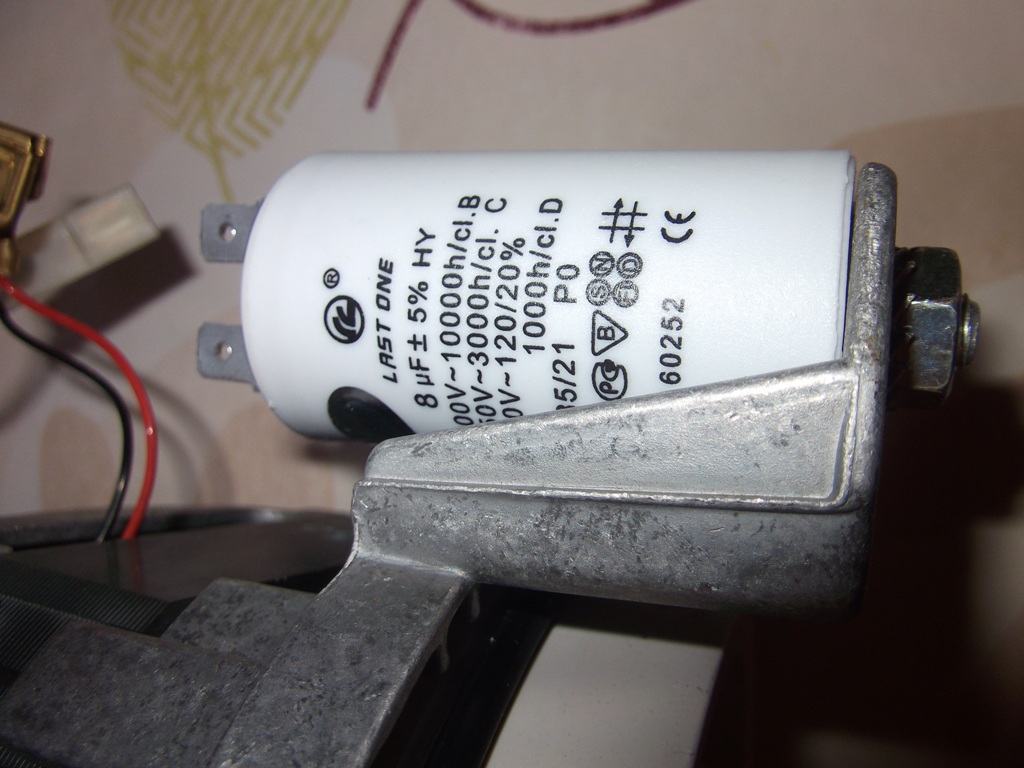 ®
LAST ONE
8 µF ± 5% HY
00V~10000h/cl.B
50V~3000h/cl. C
0V~120/20%
1000h/cl.D
85/21 P0
B
S N
F D
60252 CE